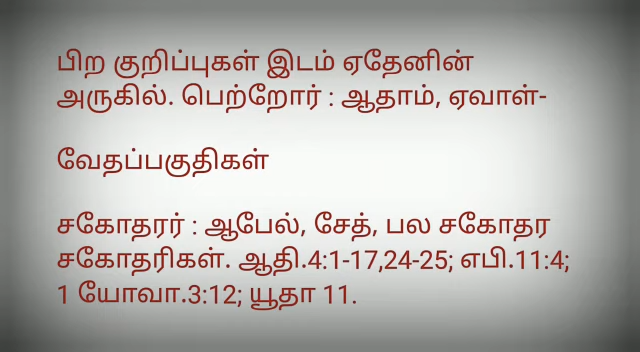 பிற குறிப்புகள் இடம் ஏதேனின்
அருகில். பெற்றோர் : ஆதாம், ஏவாள்-
வேதப்பகுதிகள்
சகோதரர் : ஆபேல், சேத், பல சகோதர
சகோதரிகள். ஆதி.4:1-17,24-25; எபி.11:4;
1 யோவா.3:12; யூதா 11.